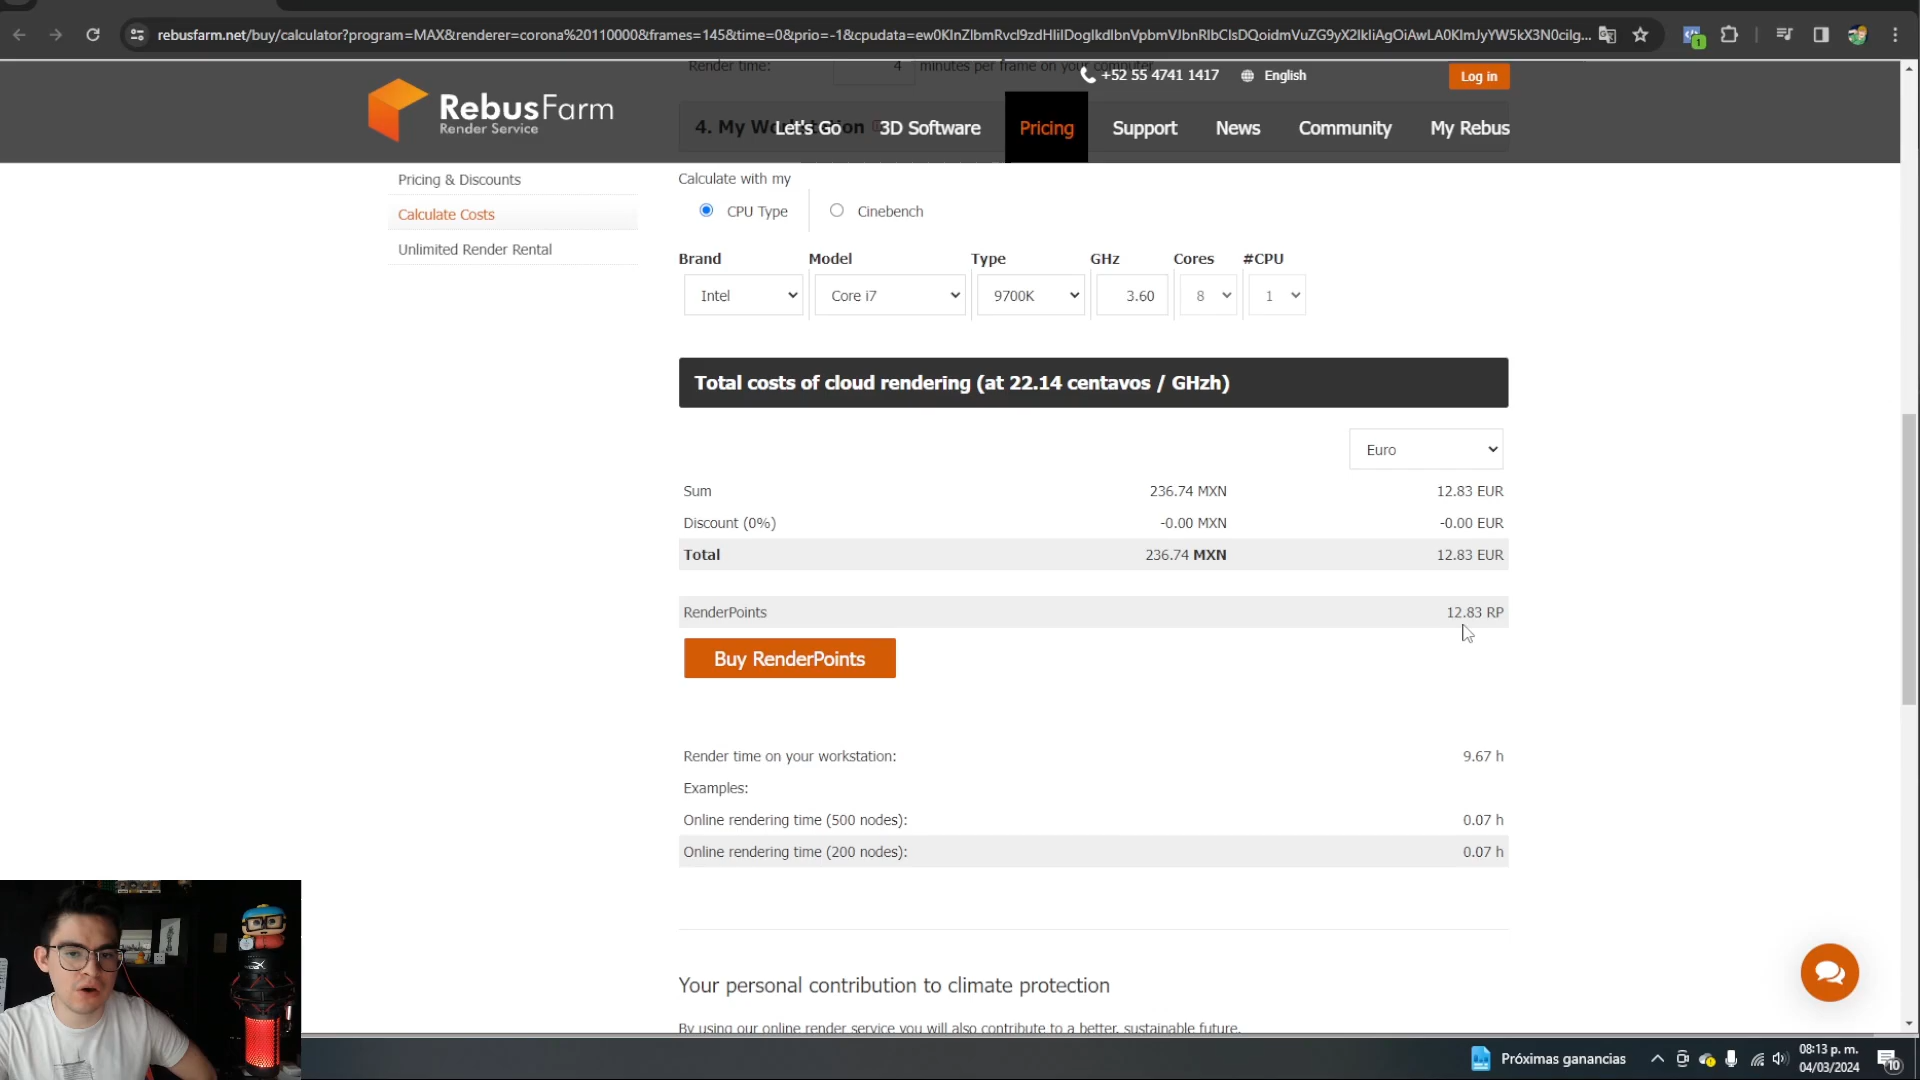 rebusfarm.net/buy/calculator?program=MAX&renderer=corona%20110000&frames=145&time=0&prio=-1&cpudata=
1
Render time: 4 minutes per frame on your computer
+52 55 4741 1417 English Log in
RebusFarm
Render Service
4. My Workstation
Let's Go 3D Software Pricing Support News Community My Rebus
Pricing & Discounts
Calculate Costs
Unlimited Render Rental
Calculate with my
CPU Type Cinebench
Brand Model Type GHz Cores #CPU
Intel Core i7 9700K 3.60 8 1
Total costs of cloud rendering (at 22.14 centavos / GHzh)
Euro
Sum 236.74 MXN 12.83 EUR
Discount (0%) -0.00 MXN -0.00 EUR
Total 236.74 MXN 12.83 EUR
RenderPoints 12.83 RP
Buy RenderPoints
Render time on your workstation: 9.67 h
Examples:
Online rendering time (500 nodes): 0.07 h
Online rendering time (200 nodes): 0.07 h
Your personal contribution to climate protection
By using our online render service you will also contribute to a better, sustainable future.
Próximas ganancias
08:13 p. m.
04/03/2024
10